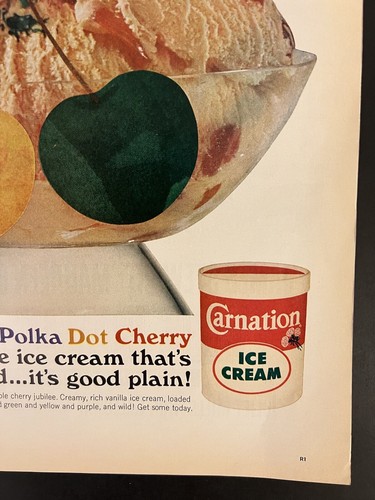 Polka Dot Cherry
e ice cream that's
d...it's good plain!
ple cherry jubilee. Creamy, rich vanilla ice cream, loaded
d green and yellow and purple, and wild! Get some today.
Carnation
ICE
CREAM
R1